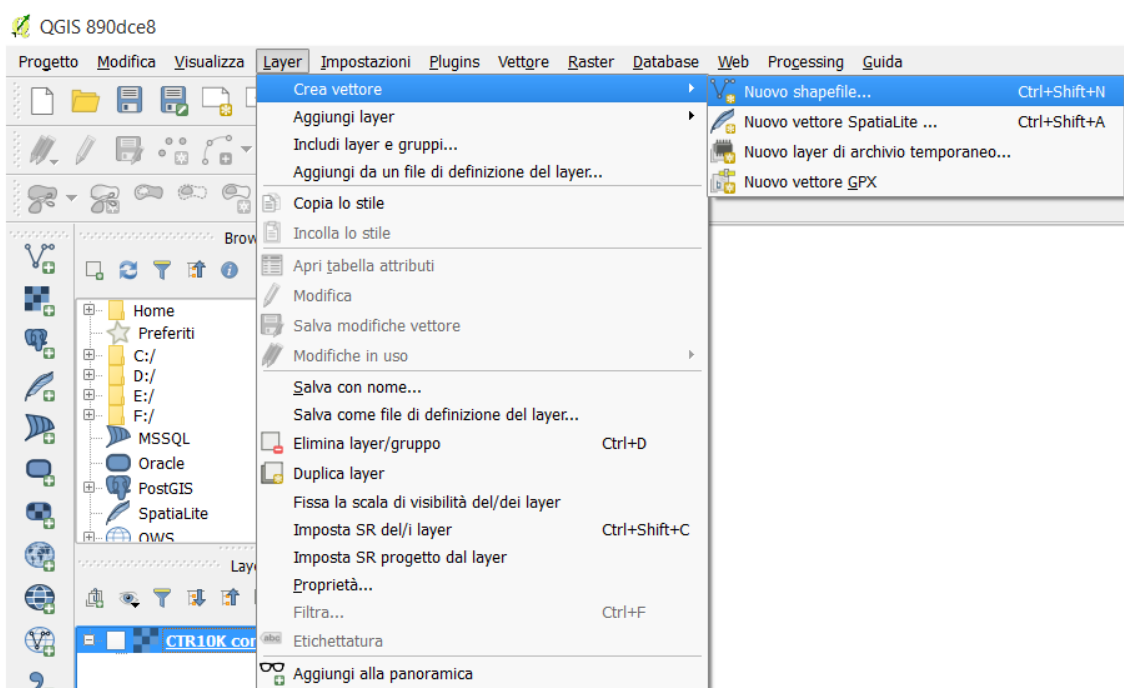 QGIS 890dce8
Progetto Modifica Visualizza Layer Impostazioni Plugins Vettore Raster Database Web Processing Guida
Crea vettore
Aggiungi layer
Includi layer e gruppi...
Aggiungi da un file di definizione del layer...
Copia lo stile
Incolla lo stile
Apri tabella attributi
Modifica
Salva modifiche vettore
Modifiche in uso
Salva con nome...
Salva come file di definizione del layer...
Elimina layer/gruppo Ctrl+D
Duplica layer
Fissa la scala di visibilità del/dei layer
Imposta SR del/i layer Ctrl+Shift+C
Imposta SR progetto dal layer
Proprietà...
Filtra... Ctrl+F
abc Etichettatura
Aggiungi alla panoramica
Nuovo shapefile... Ctrl+Shift+N
Nuovo vettore SpatiaLite ... Ctrl+Shift+A
Nuovo layer di archivio temporaneo...
Nuovo vettore GPX
Brow
Home
Preferiti
C:/
D:/
E:/
F:/
MSSQL
Oracle
PostGIS
SpatiaLite
OWS
Laye
CTR10K cor